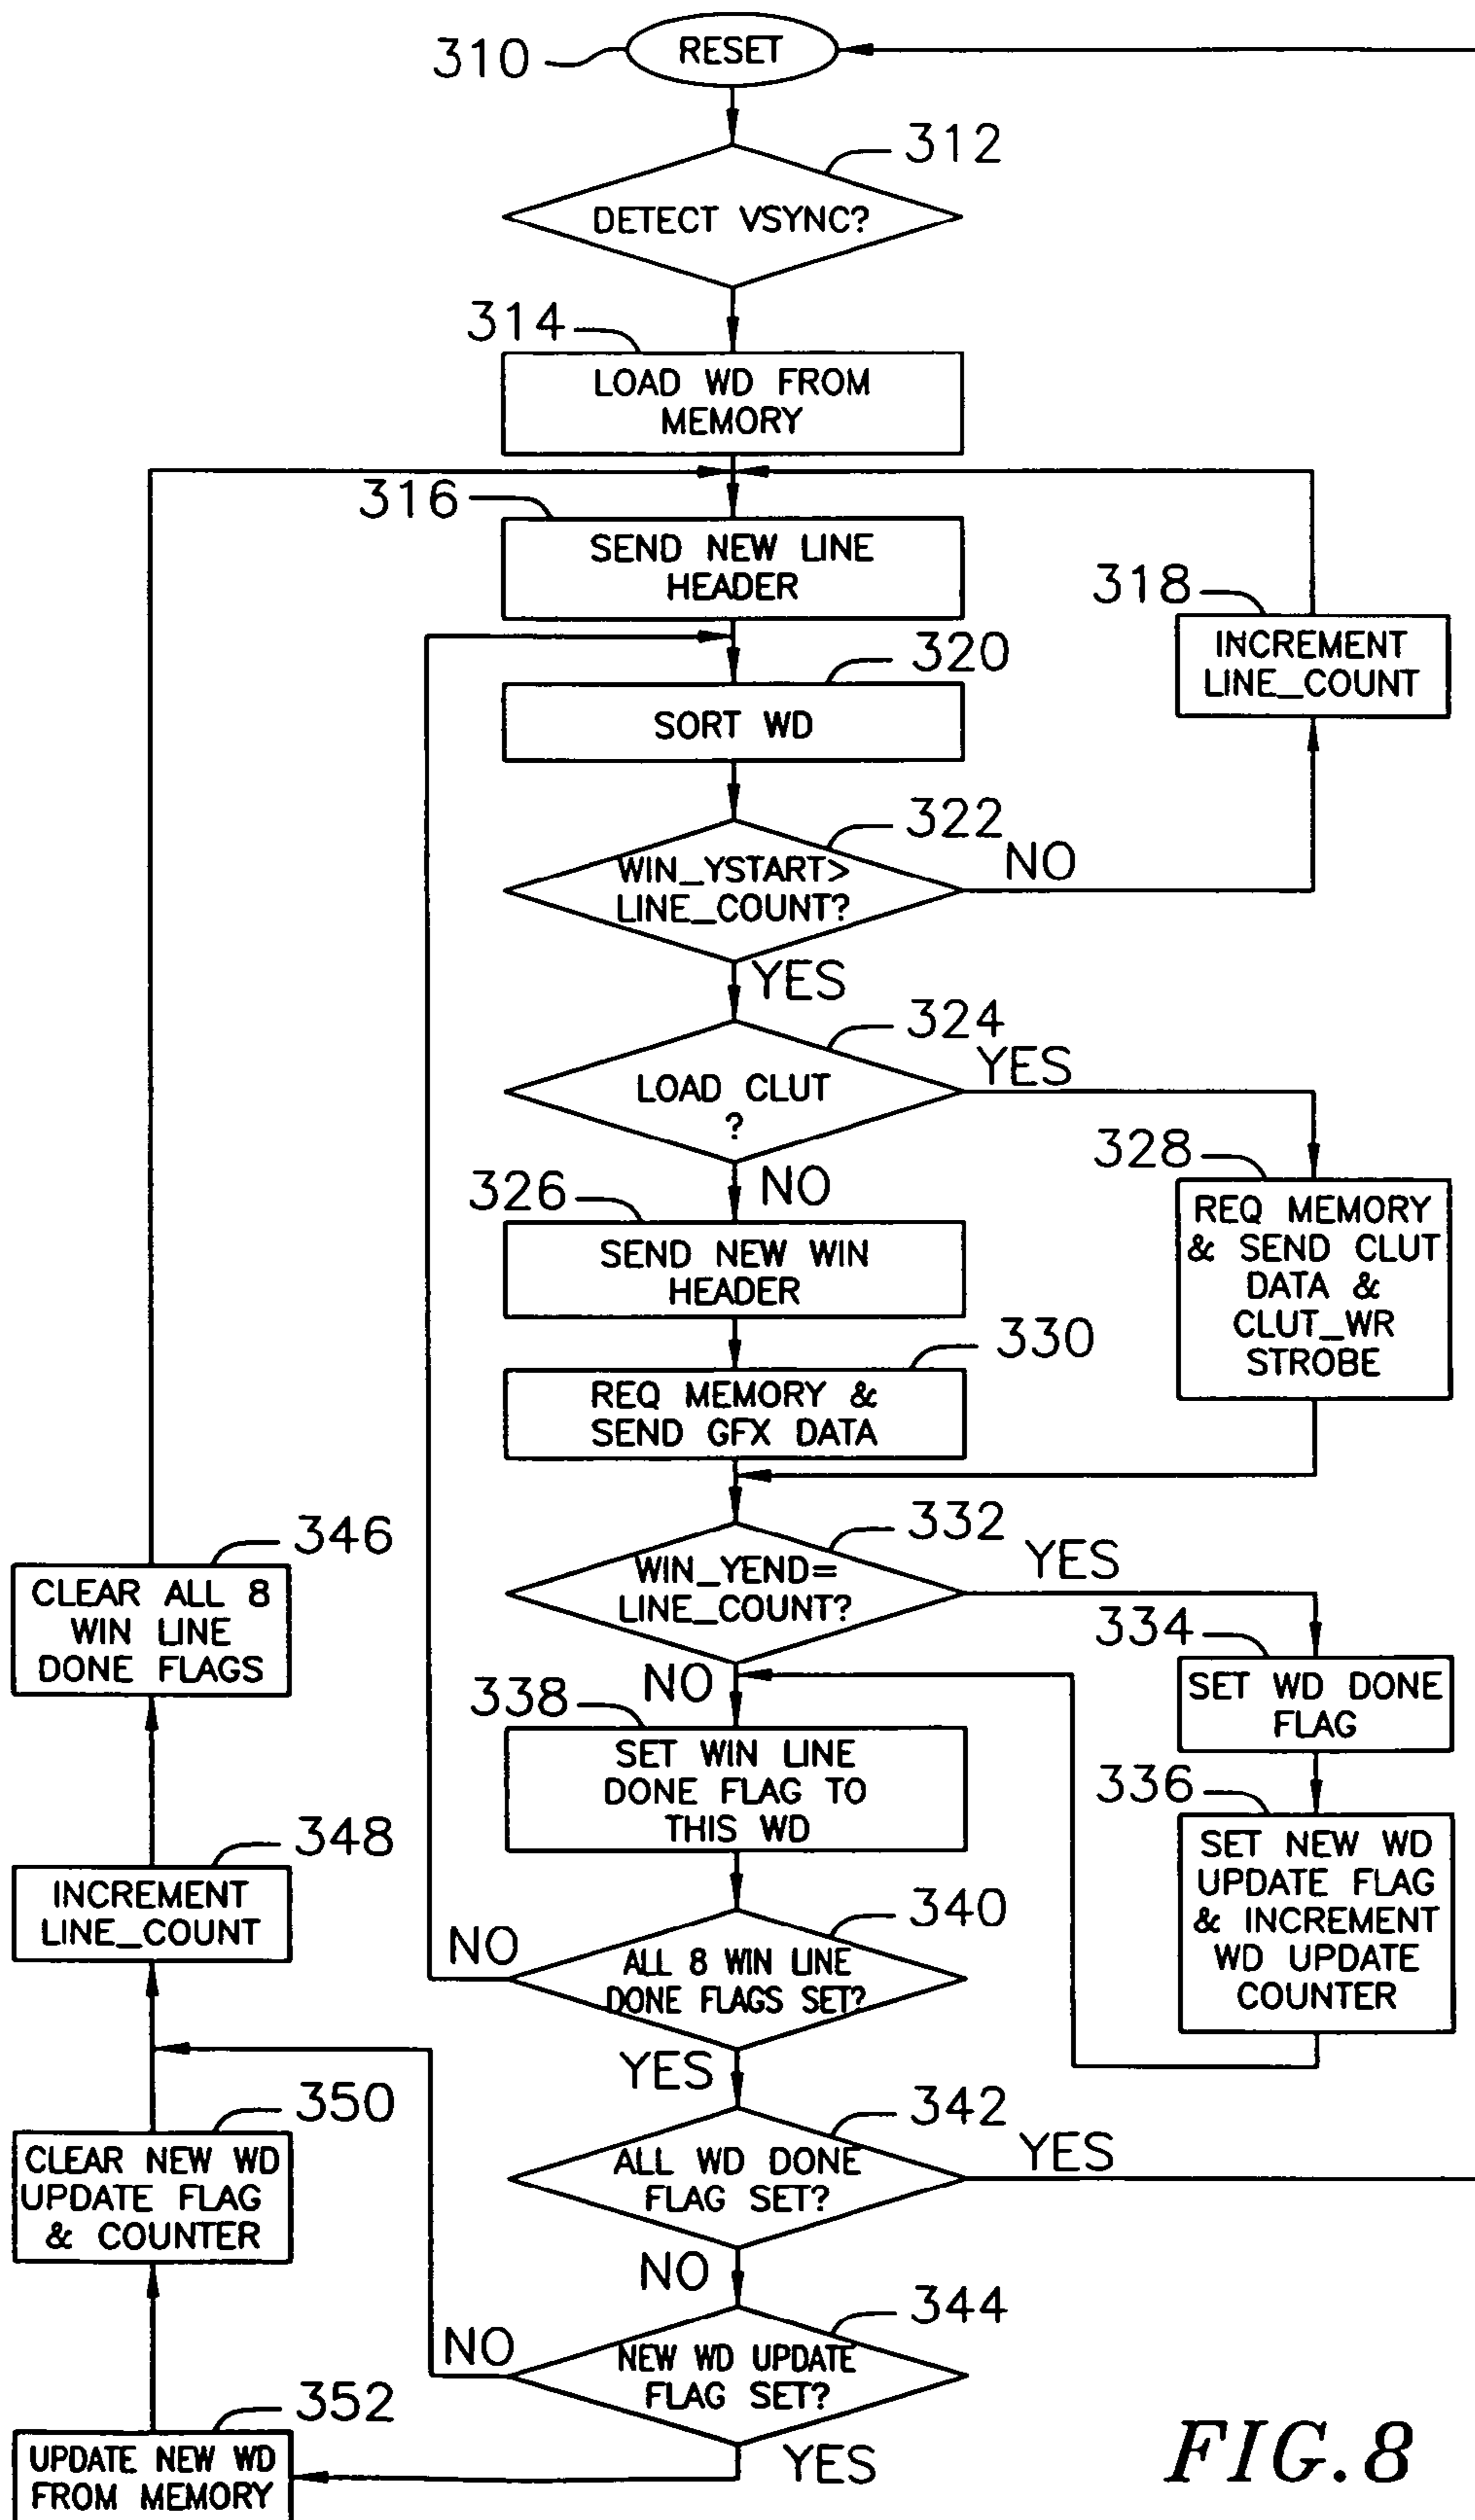 310
RESET
312
DETECT VSYNC?
314
LOAD WD FROM
MEMORY
316
SEND NEW LINE
HEADER
318
INCREMENT
LINE_COUNT
320
SORT WD
322
WIN_YSTART>
LINE_COUNT?
NO
YES
324
LOAD CLUT
?
YES
NO
326
SEND NEW WIN
HEADER
328
REQ MEMORY
& SEND CLUT
DATA &
CLUT_WR
STROBE
330
REQ MEMORY &
SEND GFX DATA
332
WIN_YEND=
LINE_COUNT?
YES
NO
334
SET WD DONE
FLAG
336
SET NEW WD
UPDATE FLAG
& INCREMENT
WD UPDATE
COUNTER
338
SET WIN LINE
DONE FLAG TO
THIS WD
340
ALL 8 WIN LINE
DONE FLAGS SET?
NO
YES
342
ALL WD DONE
FLAG SET?
YES
NO
344
NEW WD UPDATE
FLAG SET?
NO
YES
346
CLEAR ALL 8
WIN LINE
DONE FLAGS
348
INCREMENT
LINE_COUNT
350
CLEAR NEW WD
UPDATE FLAG
& COUNTER
352
UPDATE NEW WD
FROM MEMORY
FIG. 8